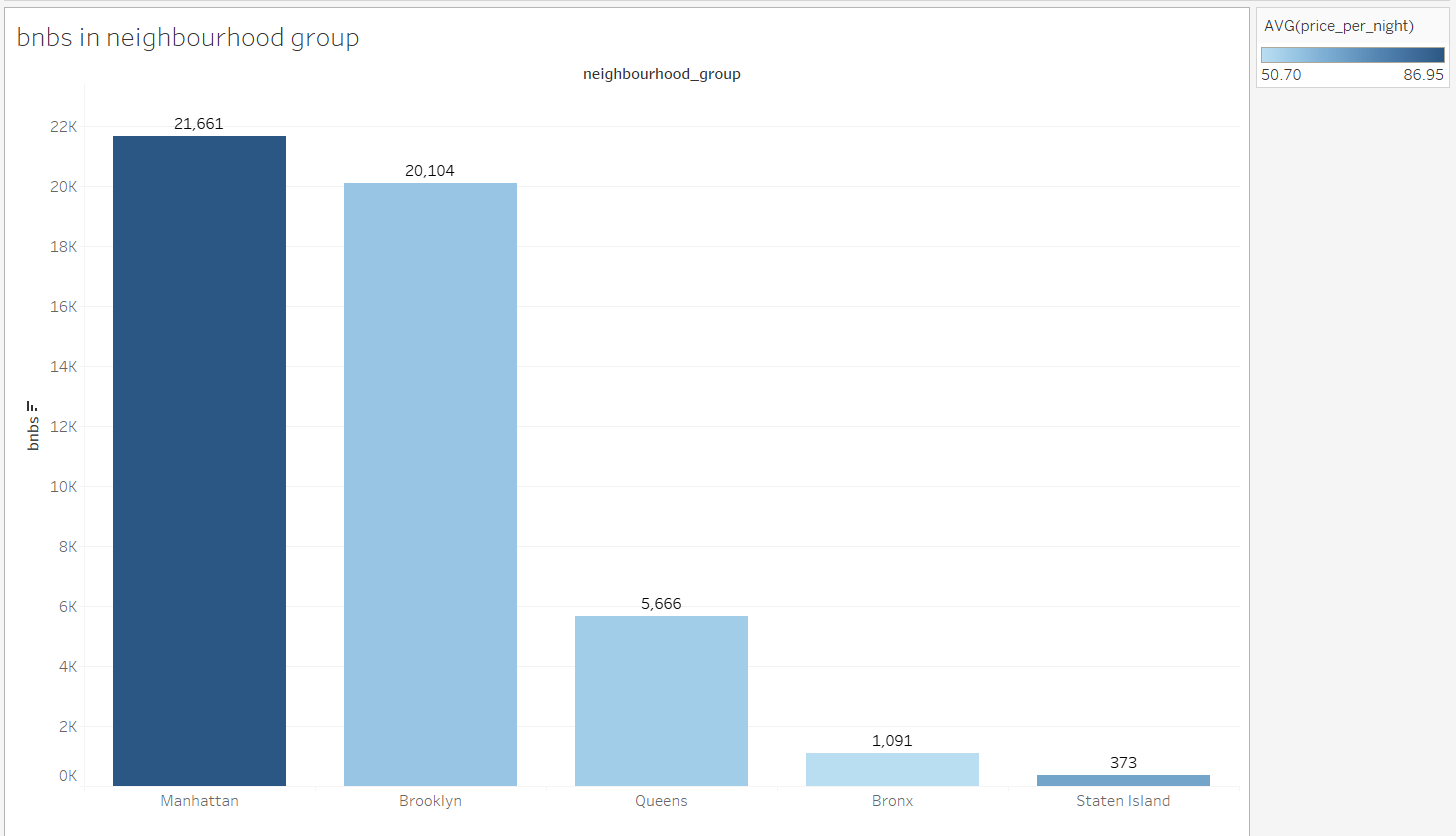 bnbs in neighbourhood group
AVG(price_per_night)
50.70 86.95
neighbourhood_group
bnbs
22K
20K
18K
16K
14K
12K
10K
8K
6K
4K
2K
0K
21,661
20,104
5,666
1,091
373
Manhattan Brooklyn Queens Bronx Staten Island